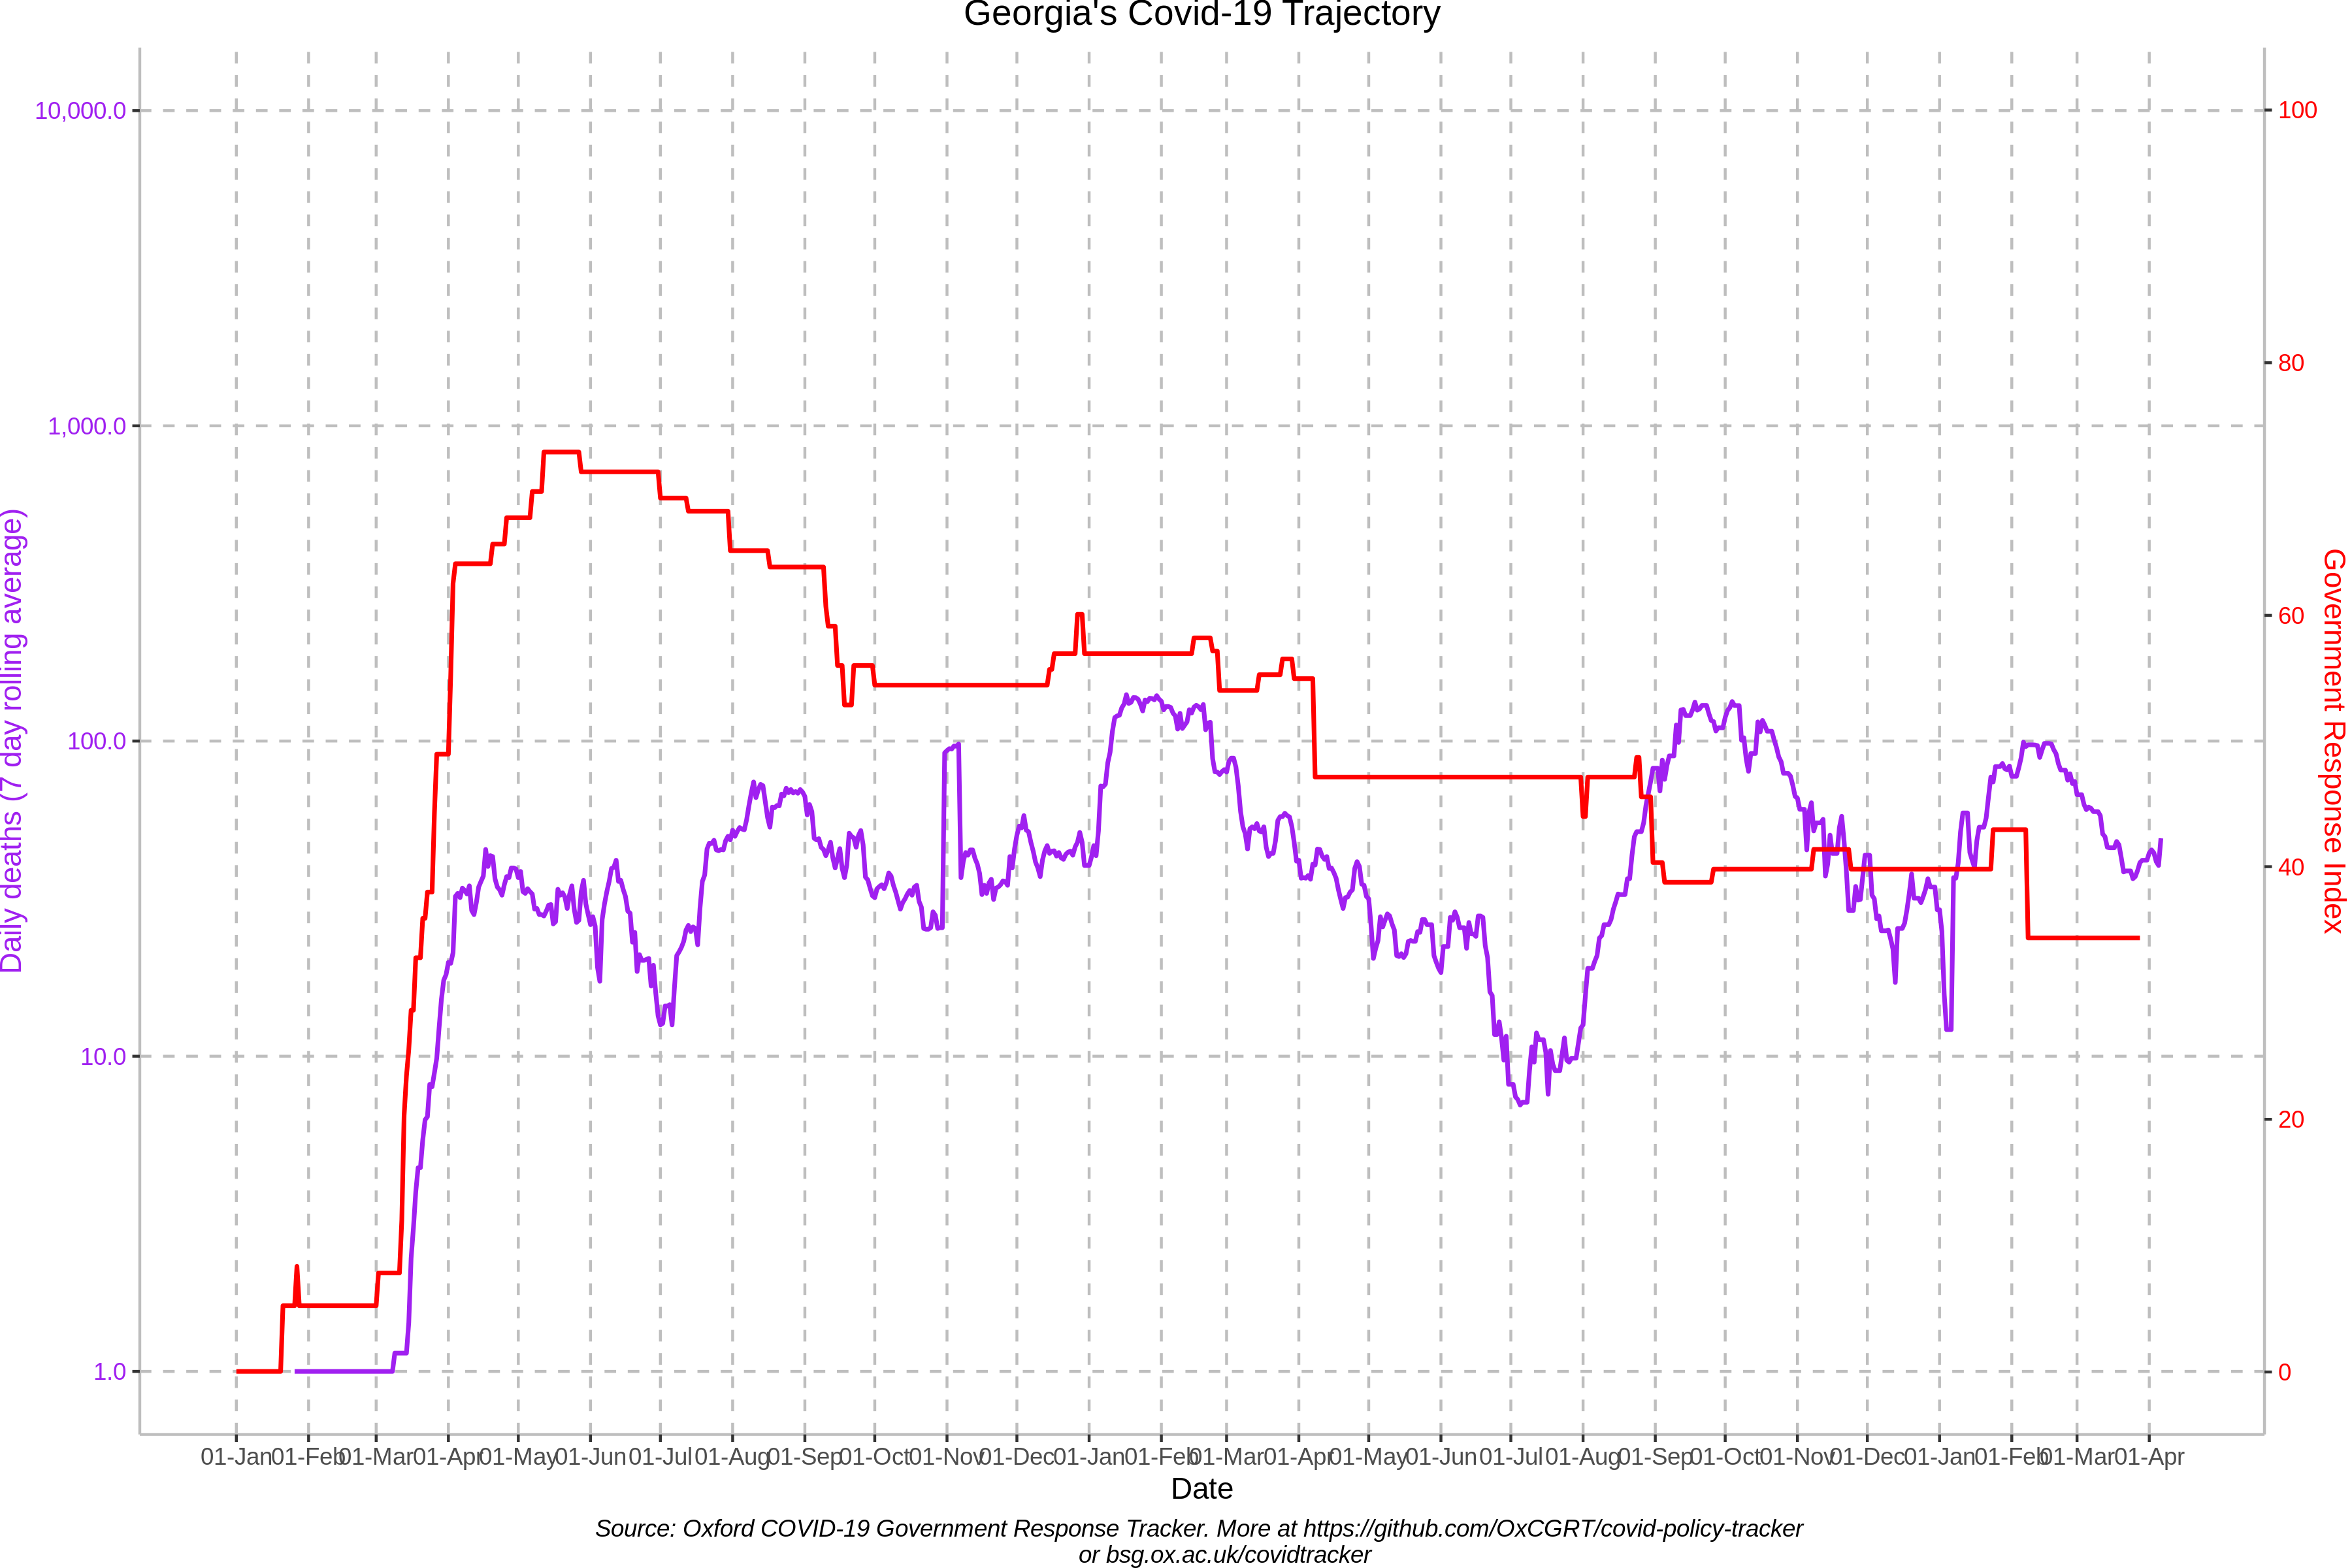 Georgia's Covid-19 Trajectory
10,000.0
1,000.0
100.0
10.0
1.0
Daily deaths (7 day rolling average)
100
80
60
40
20
0
Government Response Index
01-Jan 01-Feb 01-Mar 01-Apr 01-May 01-Jun 01-Jul 01-Aug 01-Sep 01-Oct 01-Nov 01-Dec 01-Jan 01-Feb 01-Mar 01-Apr 01-May 01-Jun 01-Jul 01-Aug 01-Sep 01-Oct 01-Nov 01-Dec 01-Jan 01-Feb 01-Mar 01-Apr
Date
Source: Oxford COVID-19 Government Response Tracker. More at https://github.com/OxCGRT/covid-policy-tracker
or bsg.ox.ac.uk/covidtracker